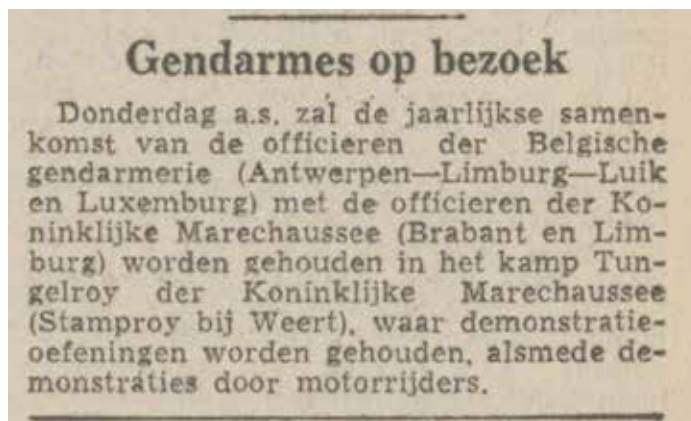 Gendarmes op bezoek
Donderdag a.s. zal de jaarlijkse samen-
komst van de officieren der Belgische
gendarmerie (Antwerpen—Limburg—Luik
en Luxemburg) met de officieren der Ko-
ninklijke Marechaussee (Brabant en Lim-
burg) worden gehouden in het kamp Tun-
gelroy der Koninklijke Marechaussee
(Stamproy bij Weert), waar demonstratie-
oefeningen worden gehouden, alsmede de-
monstraties door motorrijders.